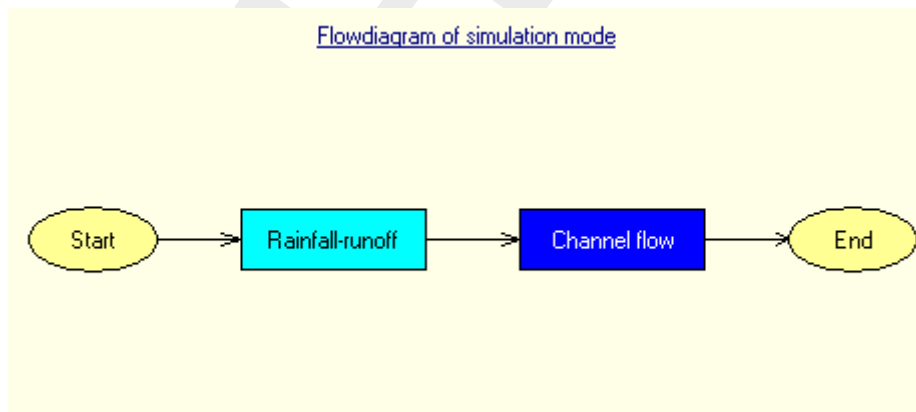 Flowdiagram of simulation mode
Start
Rainfall-runoff
Channel flow
End